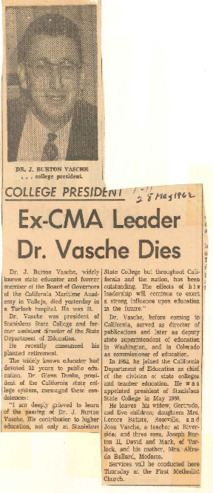 DR. J. BURTON VASCHE
. . . college president.
COLLEGE PRESIDENT
28 May 1962
Ex-CMA Leader
Dr. Vasche Dies
Dr. J. Burton Vasche, widely
known state educator and former
member of the Board of Governors
of the California Maritime Acad-
emy in Vallejo, died yesterday in
a Turlock hospital. He was 51.
Dr. Vasche was president of
Stanislaus State College and for-
mer assistant director of the State
Department of Education.
He recently announced his
planned retirement.
The widely known educator had
devoted 32 years to public edu-
cation. Dr. Glenn Dumke, presi-
dent of the California state col-
lege system, messaged these con-
dolences:
"I am deeply grieved to learn
of the passing of Dr. J. Burton
Vasche. His contribution to higher
education, not only at Stanislaus
State College but throughout Cali-
fornia and the nation, has been
outstanding. The effects of his
leadership will continue to exert
a strong influence upon education
in the future."
Dr. Vasche, before coming to
California, served as director of
publications and later as deputy
state superintendent of education
in Washington, and in Colorado
as commissioner of education.
In 1951, he joined the California
Department of Education as chief
of the division of state colleges
and teacher education. He was
appointed president of Stanislaus
State College in May
He leaves his widow, Gertrude,
and five children; daughters Mrs.
and
Joan Vasche, a teacher at River-
side; and three sons, Joseph Bur-
ton II, David and Mark, of Tur-
lock, and his mother, Mrs.
Ballard, Modesto.
Services will be conducted here
Thursday at the First Methodist
Church.